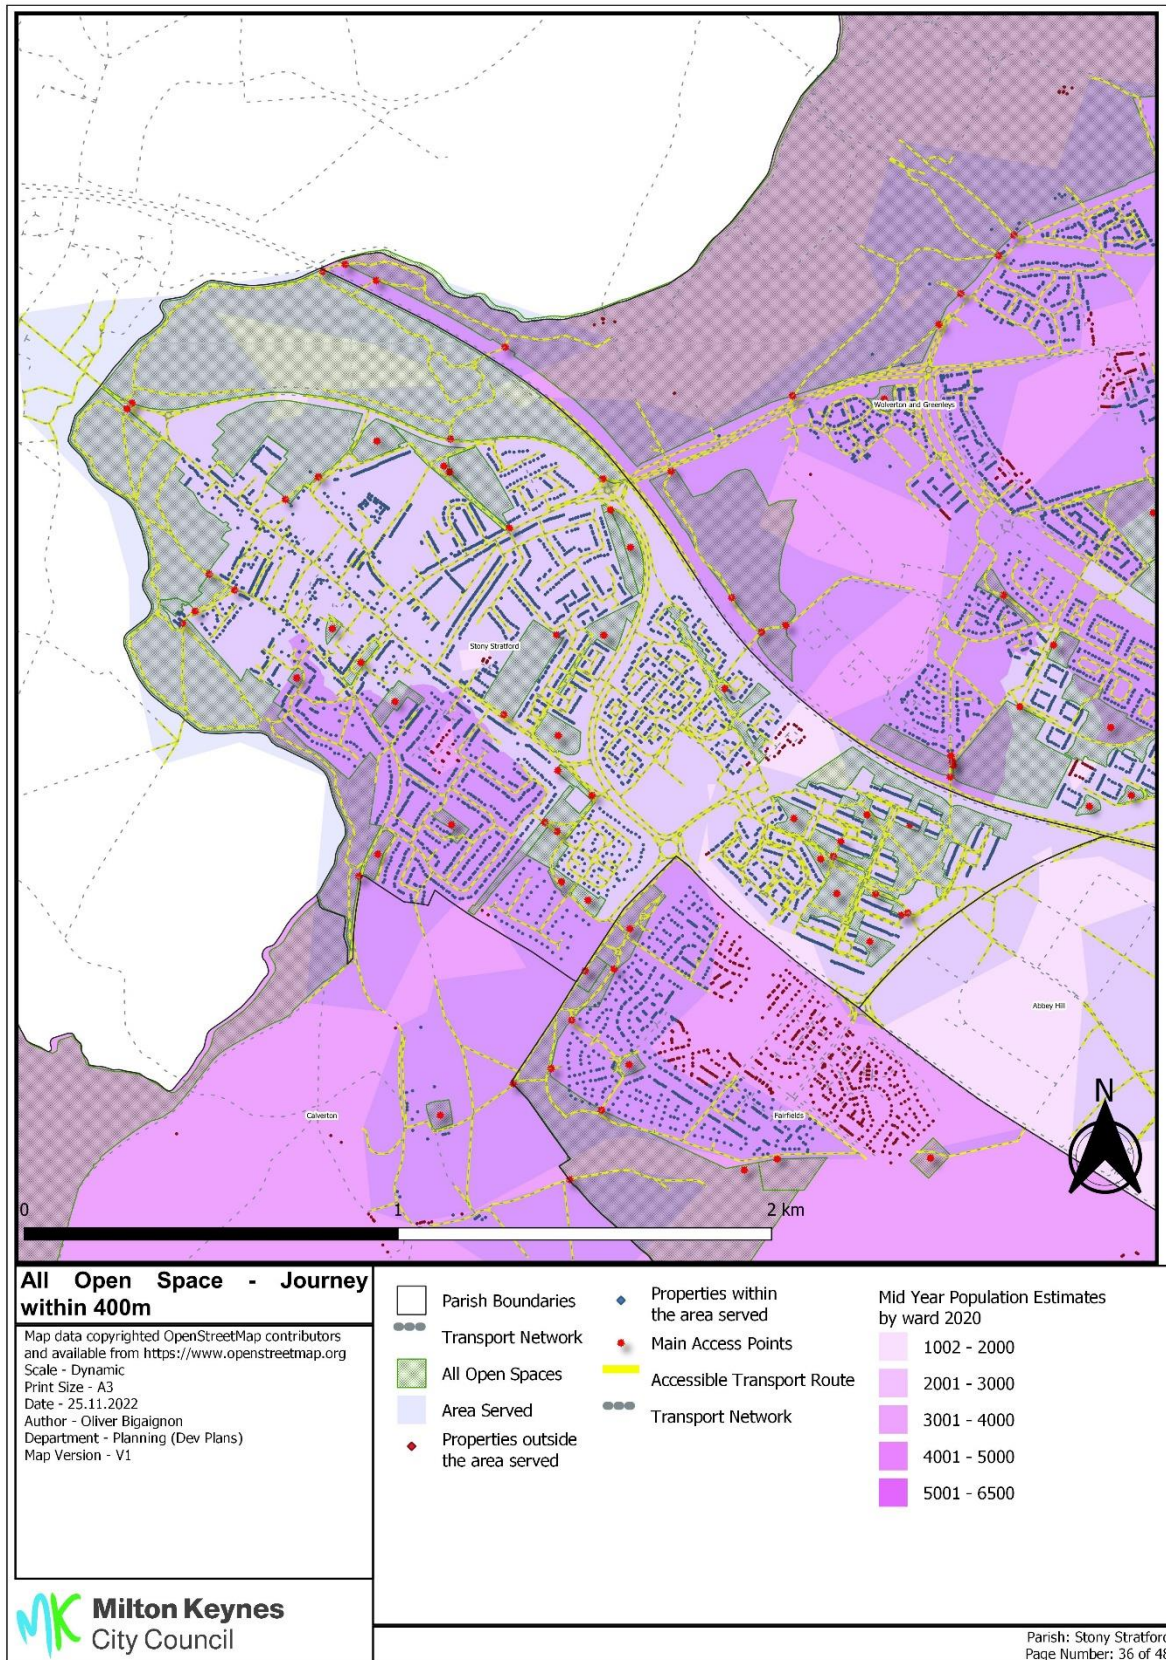 Wolverton and Greenleys
Stony Stratford
Abbey Hill
Calverton
Fairfields
N
0
1
2 km
All Open Space - Journey
within 400m
Map data copyrighted OpenStreetMap contributors
and available from https://www.openstreetmap.org
Scale - Dynamic
Print Size - A3
Date - 25.11.2022
Author - Oliver Bigaignon
Department - Planning (Dev Plans)
Map Version - V1
Parish Boundaries
Transport Network
All Open Spaces
Area Served
Properties outside
the area served
Properties within
the area served
Main Access Points
Accessible Transport Route
Transport Network
Mid Year Population Estimates
by ward 2020
1002 - 2000
2001 - 3000
3001 - 4000
4001 - 5000
5001 - 6500
MK
Milton Keynes
City Council
Parish: Stony Stratford
Page Number: 36 of 48